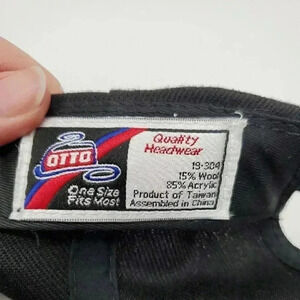 OTTO
One Size
Fits Most
Quality
Headwear
19-304
15% Wool
85% Acrylic
Product of Taiwan
Assembled in China